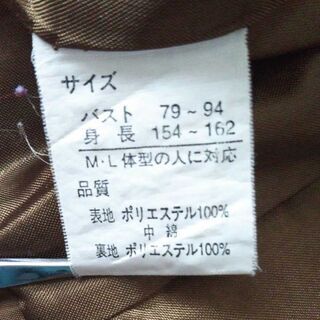 サイズ
バスト 79~94
身長 154~162
M·L体型の人に対応
品質
表地 ポリエステル100%
中綿
裏地 ポリエステル100%